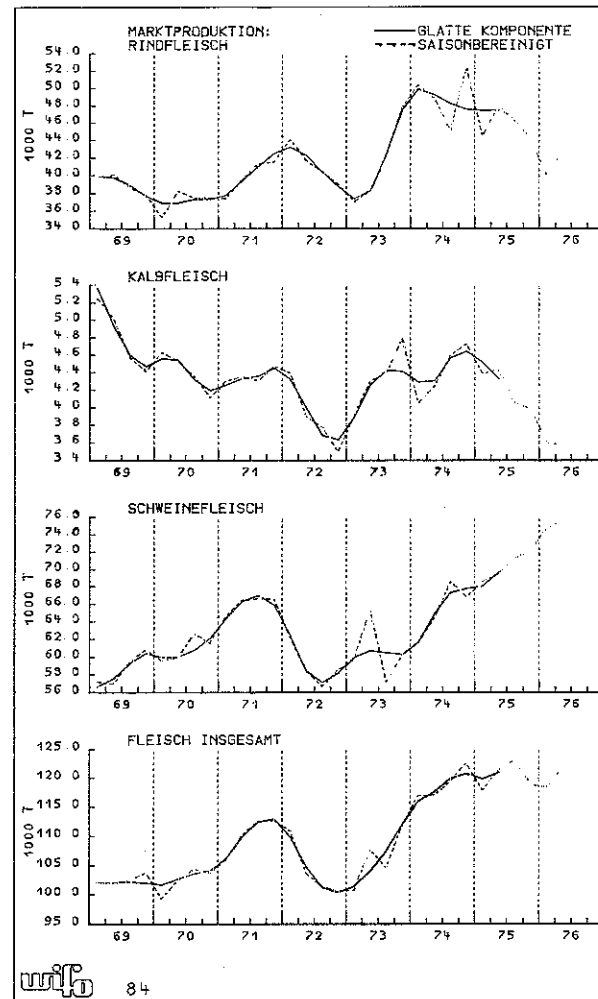 MARKTPRODUKTION: GLATTE KOMPONENTE
RINDFLEISCH SAISONBEREINIGT
54.0
52.0
50.0
48.0
46.0
44.0
42.0
40.0
38.0
36.0
34 0
1000 T
69 70 71 72 73 74 75 76
KALBFLEISCH
5 4
5.2
5.0
4 8
4.6
4.4
4.2
4 0
3 8
3 6
3 4
1000 T
69 70 71 72 73 74 75 76
SCHWEINEFLEISCH
76.0
74.0
72.0
70.0
68 0
66 0
64 0
62 0
60.0
58 0
56 0
1000 T
69 70 71 72 73 74 75 76
FLEISCH INSGESAMT
125.0
120.0
115.0
110.0
105 0
100 0
95 0
1000 T
69 70 71 72 73 74 75 76
wifo 84